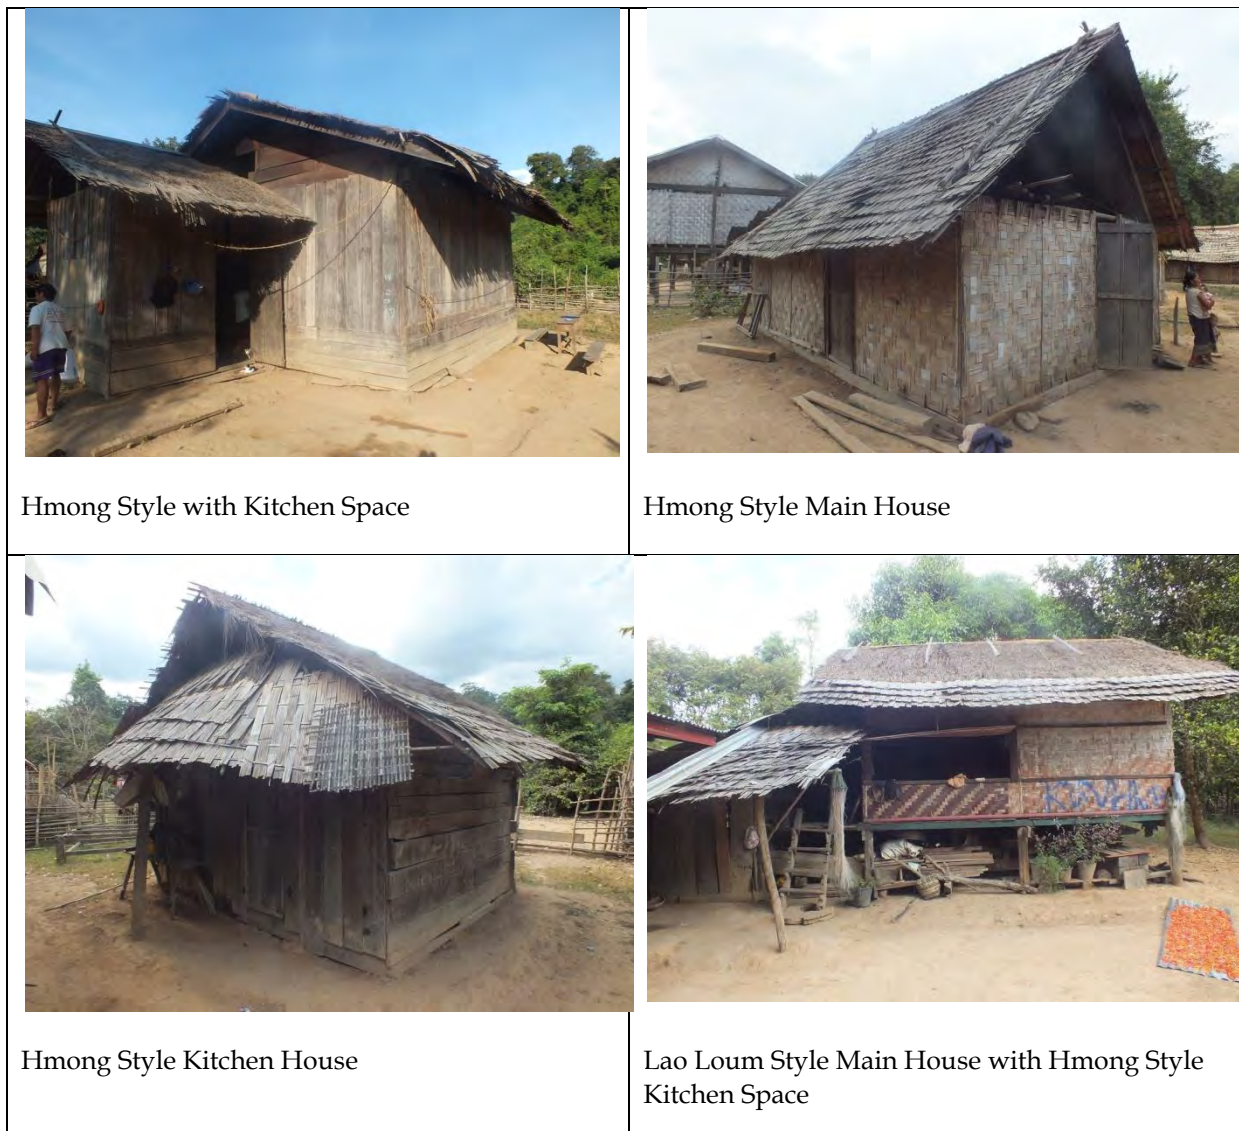 Hmong Style with Kitchen Space
Hmong Style Main House
Hmong Style Kitchen House
Lao Loum Style Main House with Hmong Style
Kitchen Space